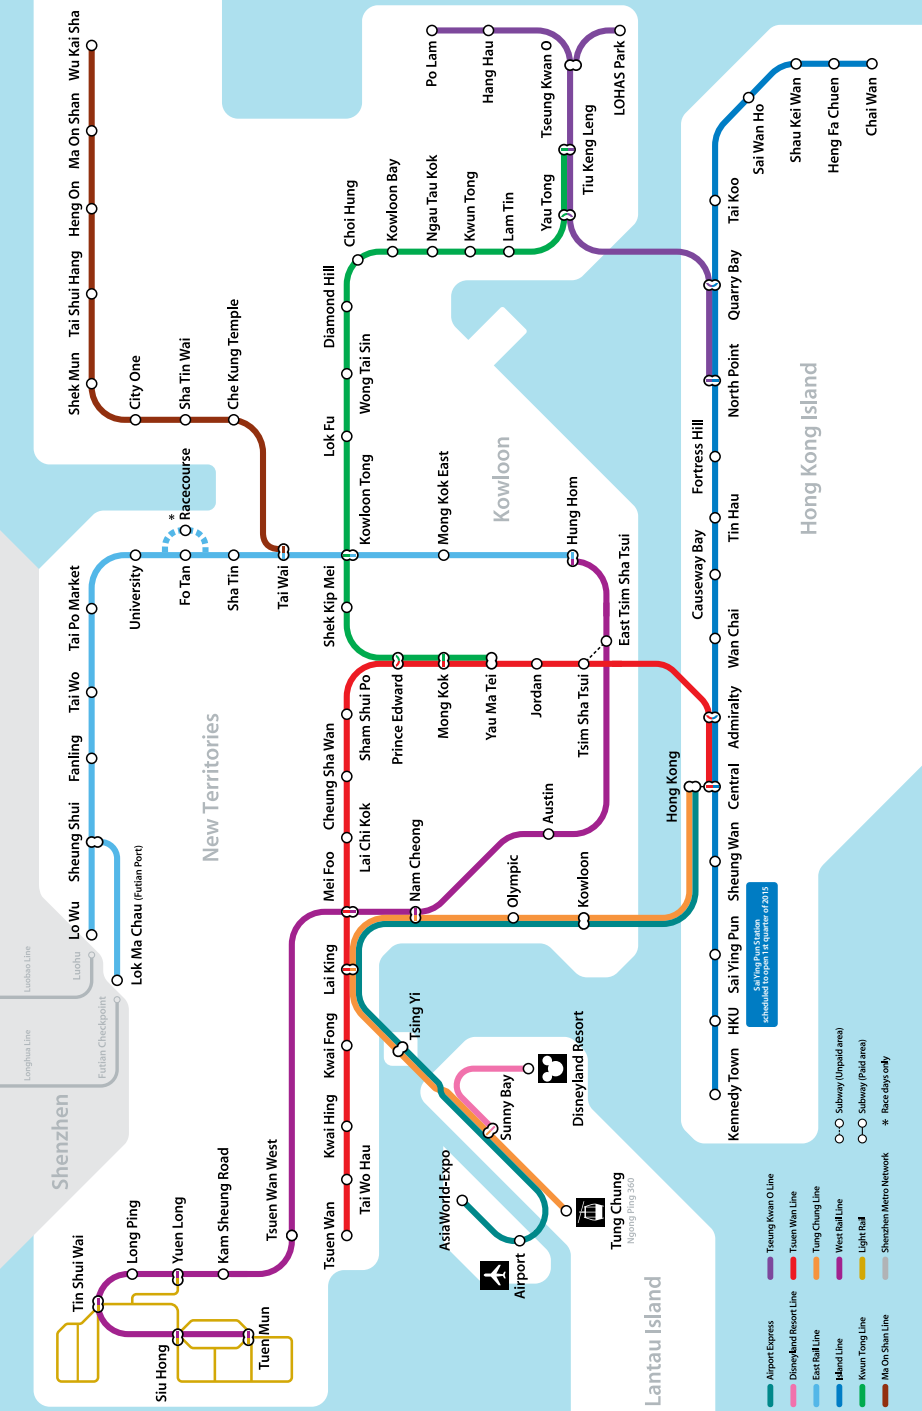 Wu Kai Sha
Ma On Shan
Heng On
Tai Shui Hang
Shek Mun
City One
Sha Tin Wai
Che Kung Temple
Racecourse
*
Tai Po Market
University
Fo Tan
Sha Tin
Tai Wai
Tai Wo
Fanling
Sheung Shui
Lo Wu
Lok Ma Chau (Futian Port)
Luohu
Luobao Line
Futian Checkpoint
Longhua Line
Shenzhen
New Territories
Po Lam
Hang Hau
Tseung Kwan O
LOHAS Park
Tiu Keng Leng
Yau Tong
Lam Tin
Kwun Tong
Ngau Tau Kok
Kowloon Bay
Choi Hung
Diamond Hill
Wong Tai Sin
Lok Fu
Kowloon Tong
Shek Kip Mei
Mong Kok East
Hung Hom
East Tsim Sha Tsui
Kowloon
Prince Edward
Mong Kok
Yau Ma Tei
Jordan
Tsim Sha Tsui
Sham Shui Po
Cheung Sha Wan
Lai Chi Kok
Mei Foo
Lai King
Kwai Fong
Kwai Hing
Tai Wo Hau
Tsuen Wan
Tsuen Wan West
Kam Sheung Road
Yuen Long
Long Ping
Tin Shui Wai
Siu Hong
Tuen Mun
Nam Cheong
Austin
Olympic
Kowloon
Hong Kong
Tsing Yi
Sunny Bay
Disneyland Resort
AsiaWorld-Expo
Airport
Tung Chung
Ngong Ping 360
Lantau Island
Chai Wan
Heng Fa Chuen
Shau Kei Wan
Sai Wan Ho
Tai Koo
Quarry Bay
North Point
Fortress Hill
Tin Hau
Causeway Bay
Wan Chai
Admiralty
Central
Sheung Wan
Sai Ying Pun
HKU
Kennedy Town
Hong Kong Island
Sai Ying Pun Station
scheduled to open 1st quarter of 2015
Airport Express
Disneyland Resort Line
East Rail Line
Island Line
Kwun Tong Line
Ma On Shan Line
Tseung Kwan O Line
Tsuen Wan Line
Tung Chung Line
West Rail Line
Light Rail
Shenzhen Metro Network
Subway (Unpaid area)
Subway (Paid area)
* Race days only